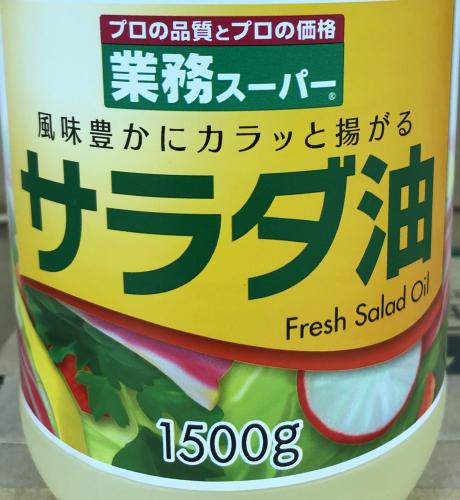 プロの品質とプロの価格
業務スーパー®
風味豊かにカラッと揚がる
サラダ油
Fresh Salad Oil
1500g